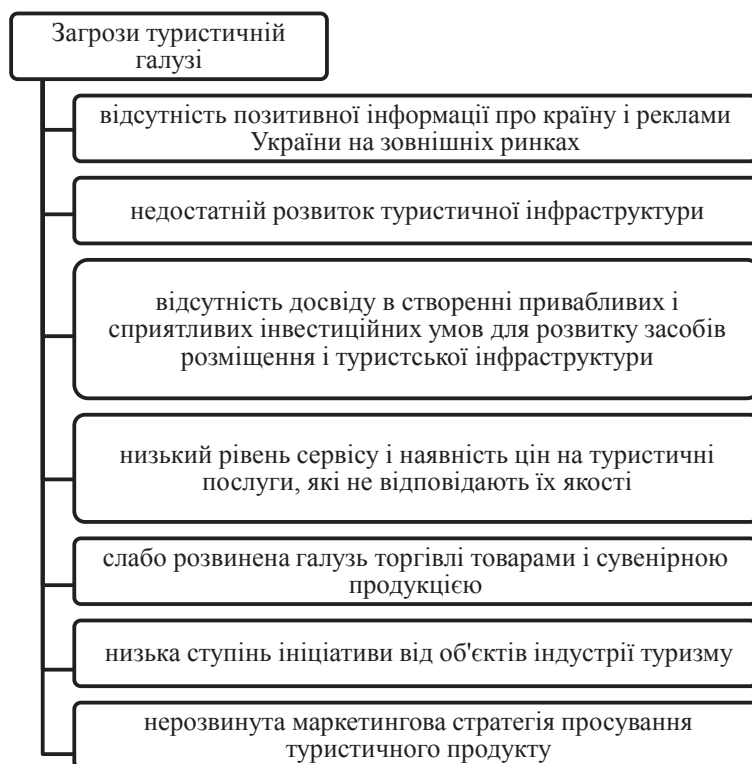 Загрози туристичній
галузі
відсутність позитивної інформації про країну і реклами
України на зовнішніх ринках
недостатній розвиток туристичної інфраструктури
відсутність досвіду в створенні привабливих і
сприятливих інвестиційних умов для розвитку засобів
розміщення і туристської інфраструктури
низький рівень сервісу і наявність цін на туристичні
послуги, які не відповідають їх якості
слабо розвинена галузь торгівлі товарами і сувенірною
продукцією
низька ступінь ініціативи від об'єктів індустрії туризму
нерозвинута маркетингова стратегія просування
туристичного продукту